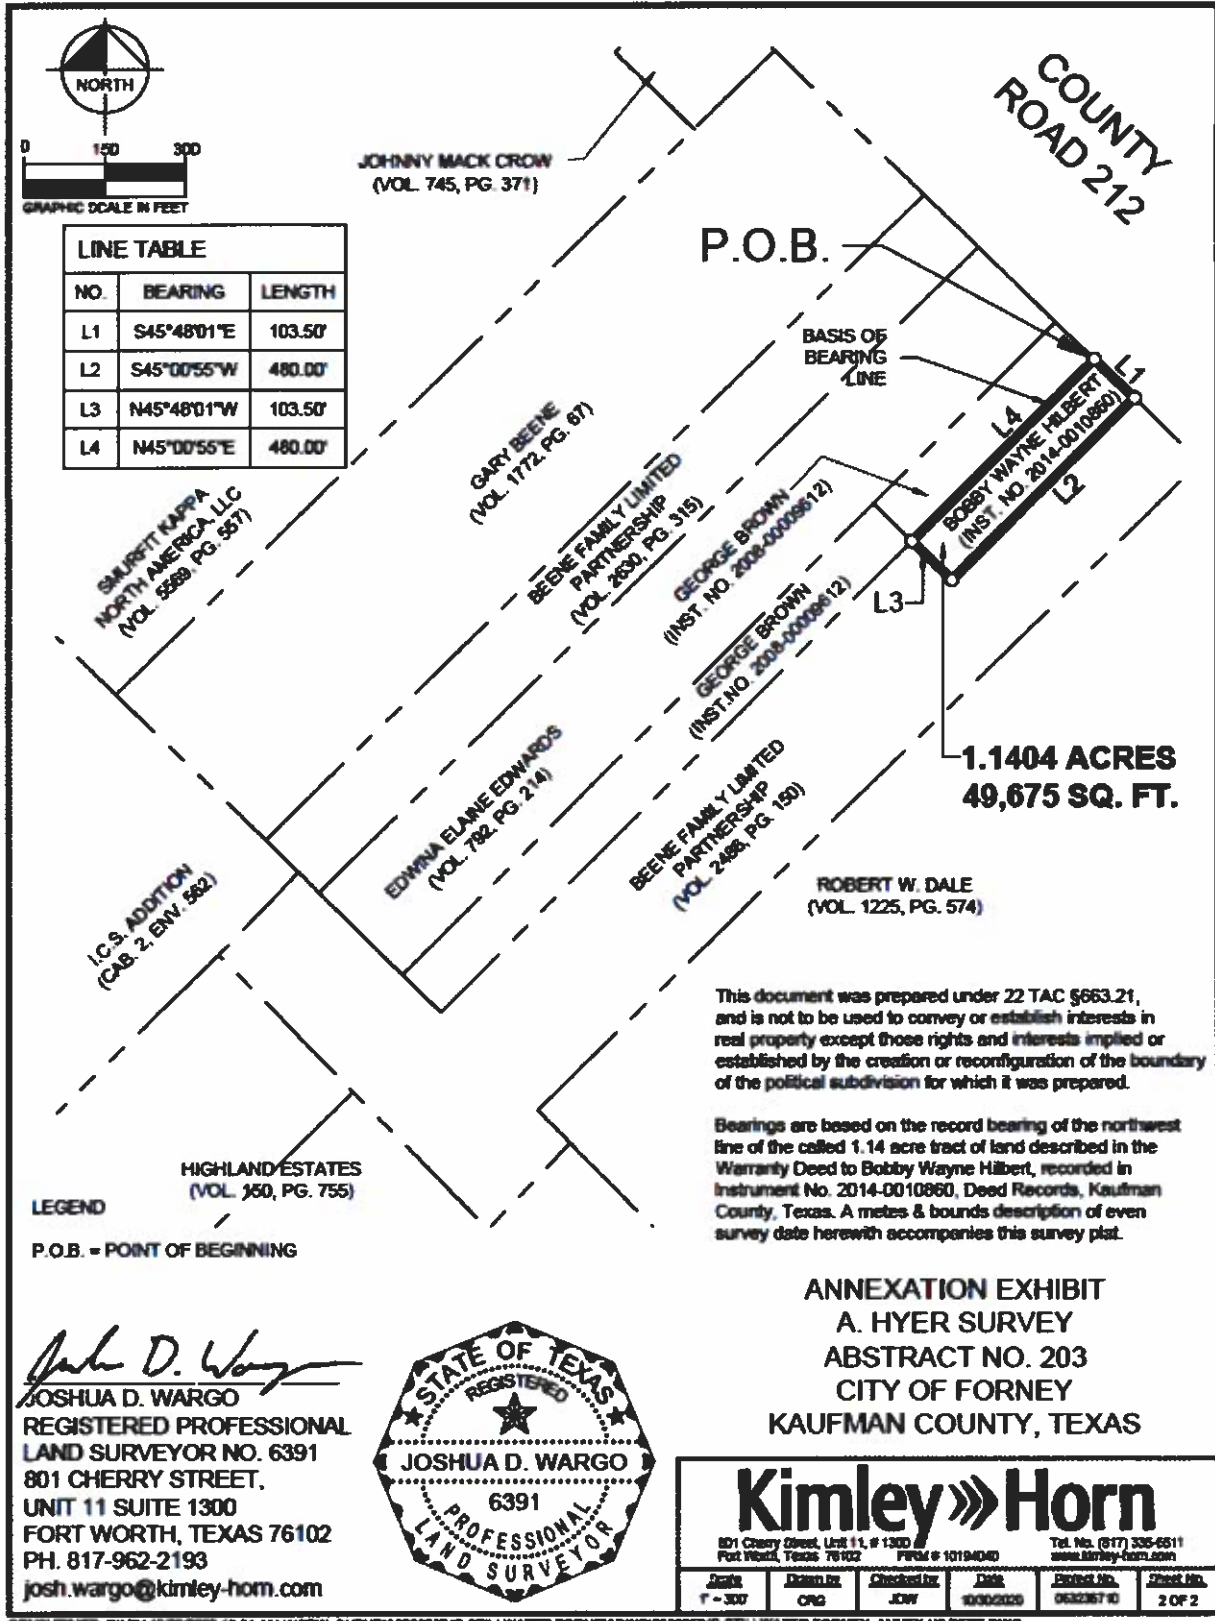 NORTH
0 150 300
GRAPHIC SCALE IN FEET
LINE TABLE
NO. BEARING LENGTH
L1 S45°48'01"E 103.50'
L2 S45°00'55"W 480.00'
L3 N45°48'01"W 103.50'
L4 N45°00'55"E 480.00'
JOHNNY MACK CROW
(VOL. 745, PG. 371)
COUNTY
ROAD 212
P.O.B.
BASIS OF
BEARING
LINE
L1
L4
BOBBY WAYNE HILBERT
(INST. NO. 2014-0010860)
L2
L3
GARY BEENE
(VOL. 1772, PG. 67)
BEENE FAMILY LIMITED
PARTNERSHIP
(VOL. 2630, PG. 315)
GEORGE BROWN
(INST. NO. 2008-00009612)
GEORGE BROWN
(INST.NO. 2008-00009612)
SMURFIT KAPPA
NORTH AMERICA, LLC
(VOL. 5569, PG. 557)
1.1404 ACRES
49,675 SQ. FT.
EDWINA ELAINE EDWARDS
(VOL. 792, PG. 214)
BEENE FAMILY LIMITED
PARTNERSHIP
(VOL. 2486, PG. 150)
ROBERT W. DALE
(VOL. 1225, PG. 574)
I.C.S. ADDITION
(CAB. 2, ENV. 562)
This document was prepared under 22 TAC §663.21,
and is not to be used to convey or establish interests in
real property except those rights and interests implied or
established by the creation or reconfiguration of the boundary
of the political subdivision for which it was prepared.
Bearings are based on the record bearing of the northwest
line of the called 1.14 acre tract of land described in the
Warranty Deed to Bobby Wayne Hilbert, recorded in
Instrument No. 2014-0010860, Deed Records, Kaufman
County, Texas. A metes & bounds description of even
survey date herewith accompanies this survey plat.
HIGHLAND ESTATES
(VOL. 150, PG. 755)
LEGEND
P.O.B. = POINT OF BEGINNING
ANNEXATION EXHIBIT
A. HYER SURVEY
ABSTRACT NO. 203
CITY OF FORNEY
KAUFMAN COUNTY, TEXAS
Joshua D. Wargo
JOSHUA D. WARGO
REGISTERED PROFESSIONAL
LAND SURVEYOR NO. 6391
801 CHERRY STREET,
UNIT 11 SUITE 1300
FORT WORTH, TEXAS 76102
PH. 817-962-2193
josh.wargo@kimley-horn.com
STATE OF TEXAS
REGISTERED
JOSHUA D. WARGO
6391
PROFESSIONAL
LAND SURVEYOR
Kimley»Horn
801 Cherry Street, Unit 11, # 1300
Fort Worth, Texas 76102 FIRM # 10194040
Tel. No. (817) 335-6511
www.kimley-horn.com
Scale Drawn by Checked by Date Project No. Sheet No.
1" = 300' CRG JDW 10/30/2020 063236710 2 OF 2